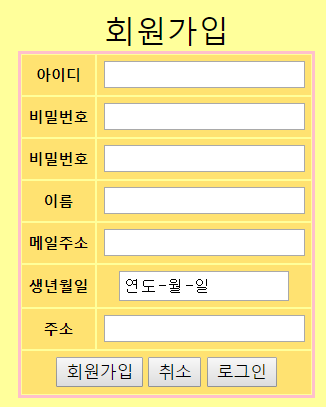 회원가입
아이디
비밀번호
비밀번호
이름
메일주소
생년월일 연도-월-일
주소
회원가입 취소 로그인